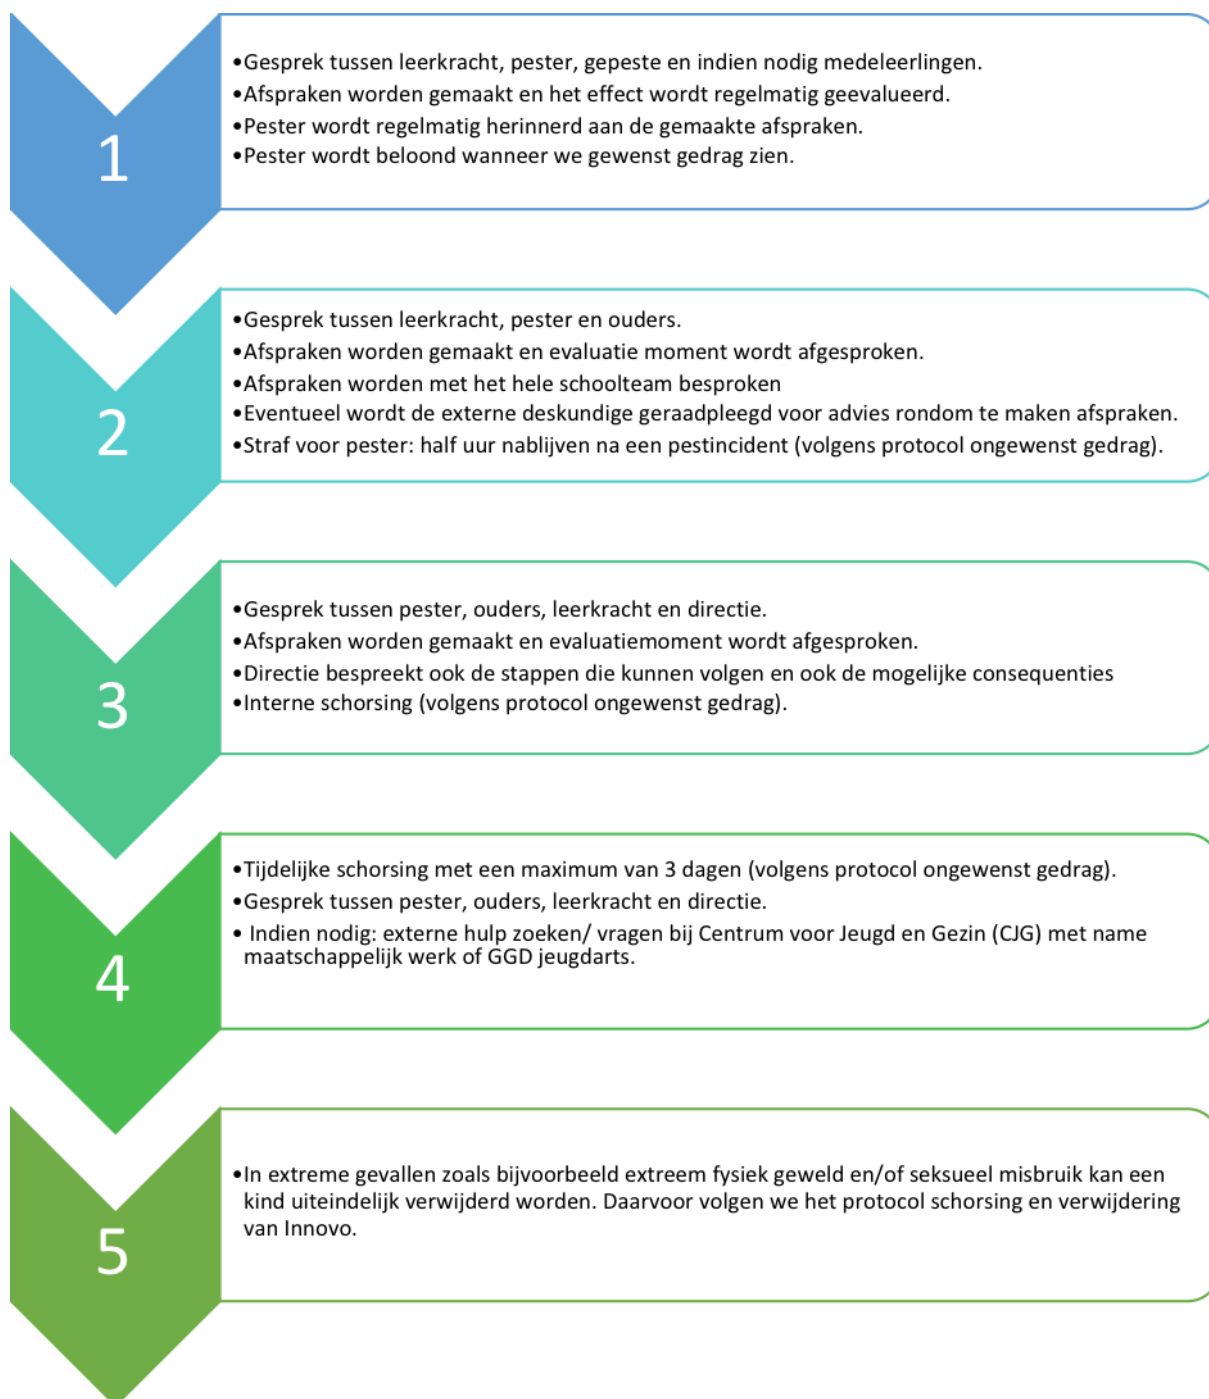 1
•Gesprek tussen leerkracht, pester, gepeste en indien nodig medeleerlingen.
•Afspraken worden gemaakt en het effect wordt regelmatig geevalueerd.
•Pester wordt regelmatig herinnerd aan de gemaakte afspraken.
•Pester wordt beloond wanneer we gewenst gedrag zien.
2
•Gesprek tussen leerkracht, pester en ouders.
•Afspraken worden gemaakt en evaluatie moment wordt afgesproken.
•Afspraken worden met het hele schoolteam besproken
•Eventueel wordt de externe deskundige geraadpleegd voor advies rondom te maken afspraken.
•Straf voor pester: half uur nablijven na een pestincident (volgens protocol ongewenst gedrag).
3
•Gesprek tussen pester, ouders, leerkracht en directie.
•Afspraken worden gemaakt en evaluatiemoment wordt afgesproken.
•Directie bespreekt ook de stappen die kunnen volgen en ook de mogelijke consequenties
•Interne schorsing (volgens protocol ongewenst gedrag).
4
•Tijdelijke schorsing met een maximum van 3 dagen (volgens protocol ongewenst gedrag).
•Gesprek tussen pester, ouders, leerkracht en directie.
• Indien nodig: externe hulp zoeken/ vragen bij Centrum voor Jeugd en Gezin (CJG) met name
maatschappelijk werk of GGD jeugdarts.
5
•In extreme gevallen zoals bijvoorbeeld extreem fysiek geweld en/of seksueel misbruik kan een
kind uiteindelijk verwijderd worden. Daarvoor volgen we het protocol schorsing en verwijdering
van Innovo.